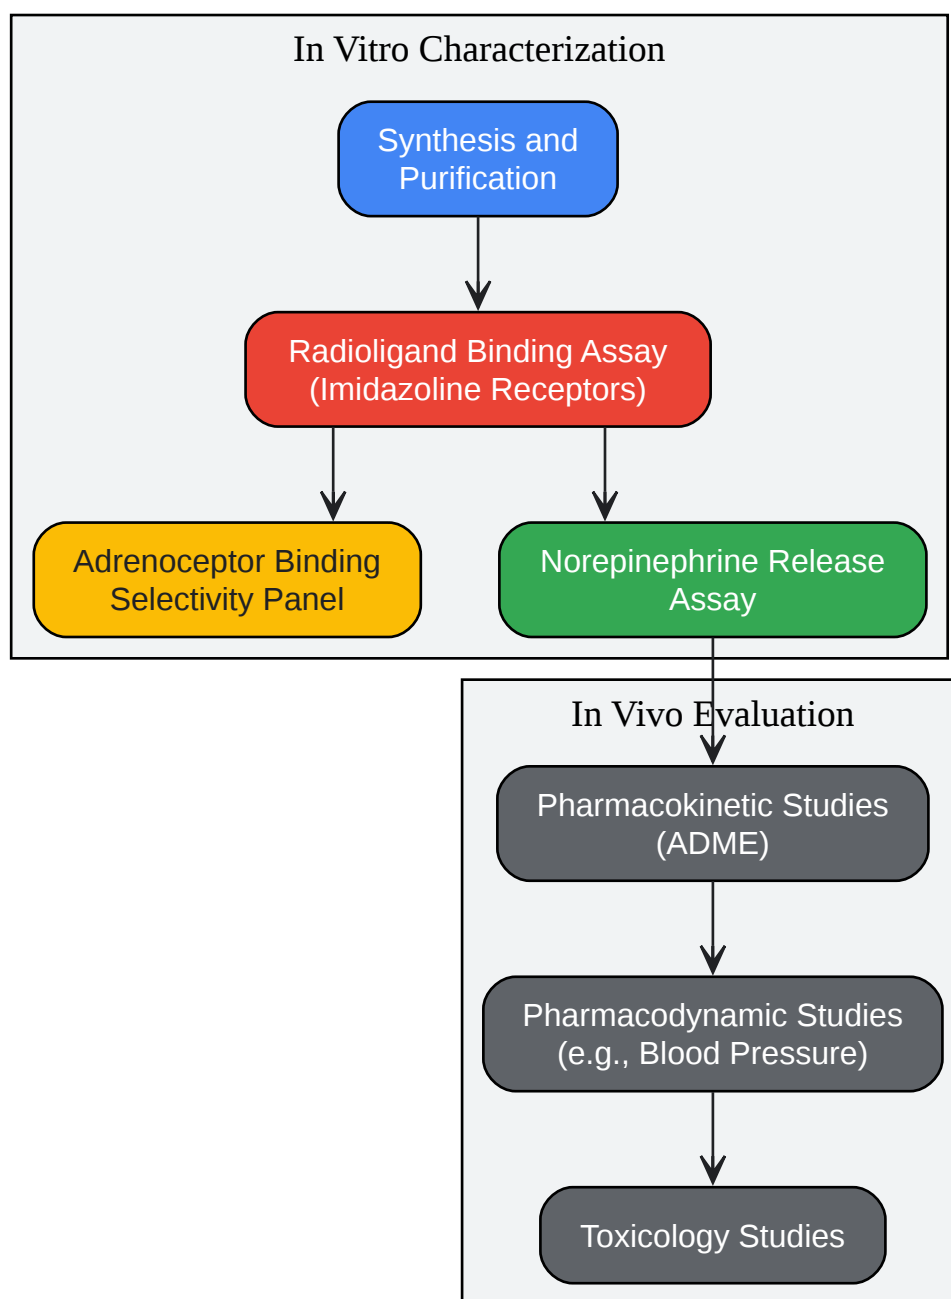 In Vitro Characterization
Synthesis and
Purification
Radioligand Binding Assay
(Imidazoline Receptors)
Adrenoceptor Binding
Selectivity Panel
Norepinephrine Release
Assay
In Vivo Evaluation
Pharmacokinetic Studies
(ADME)
Pharmacodynamic Studies
(e.g., Blood Pressure)
Toxicology Studies